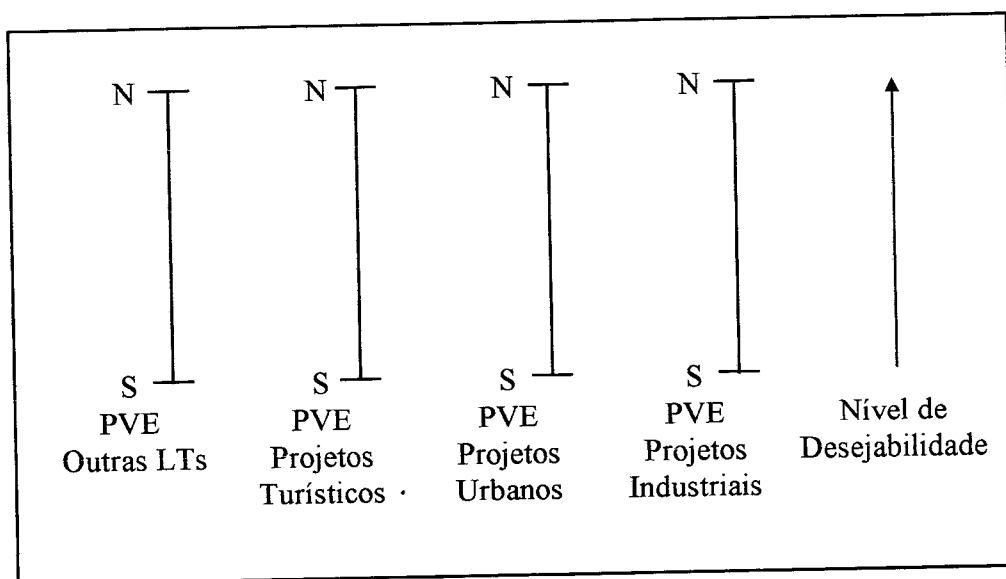 N
N
N
N
S
S
S
S
PVE
Outras LTs
PVE
Projetos
Turísticos
PVE
Projetos
Urbanos
PVE
Projetos
Industriais
Nível de
Desejabilidade